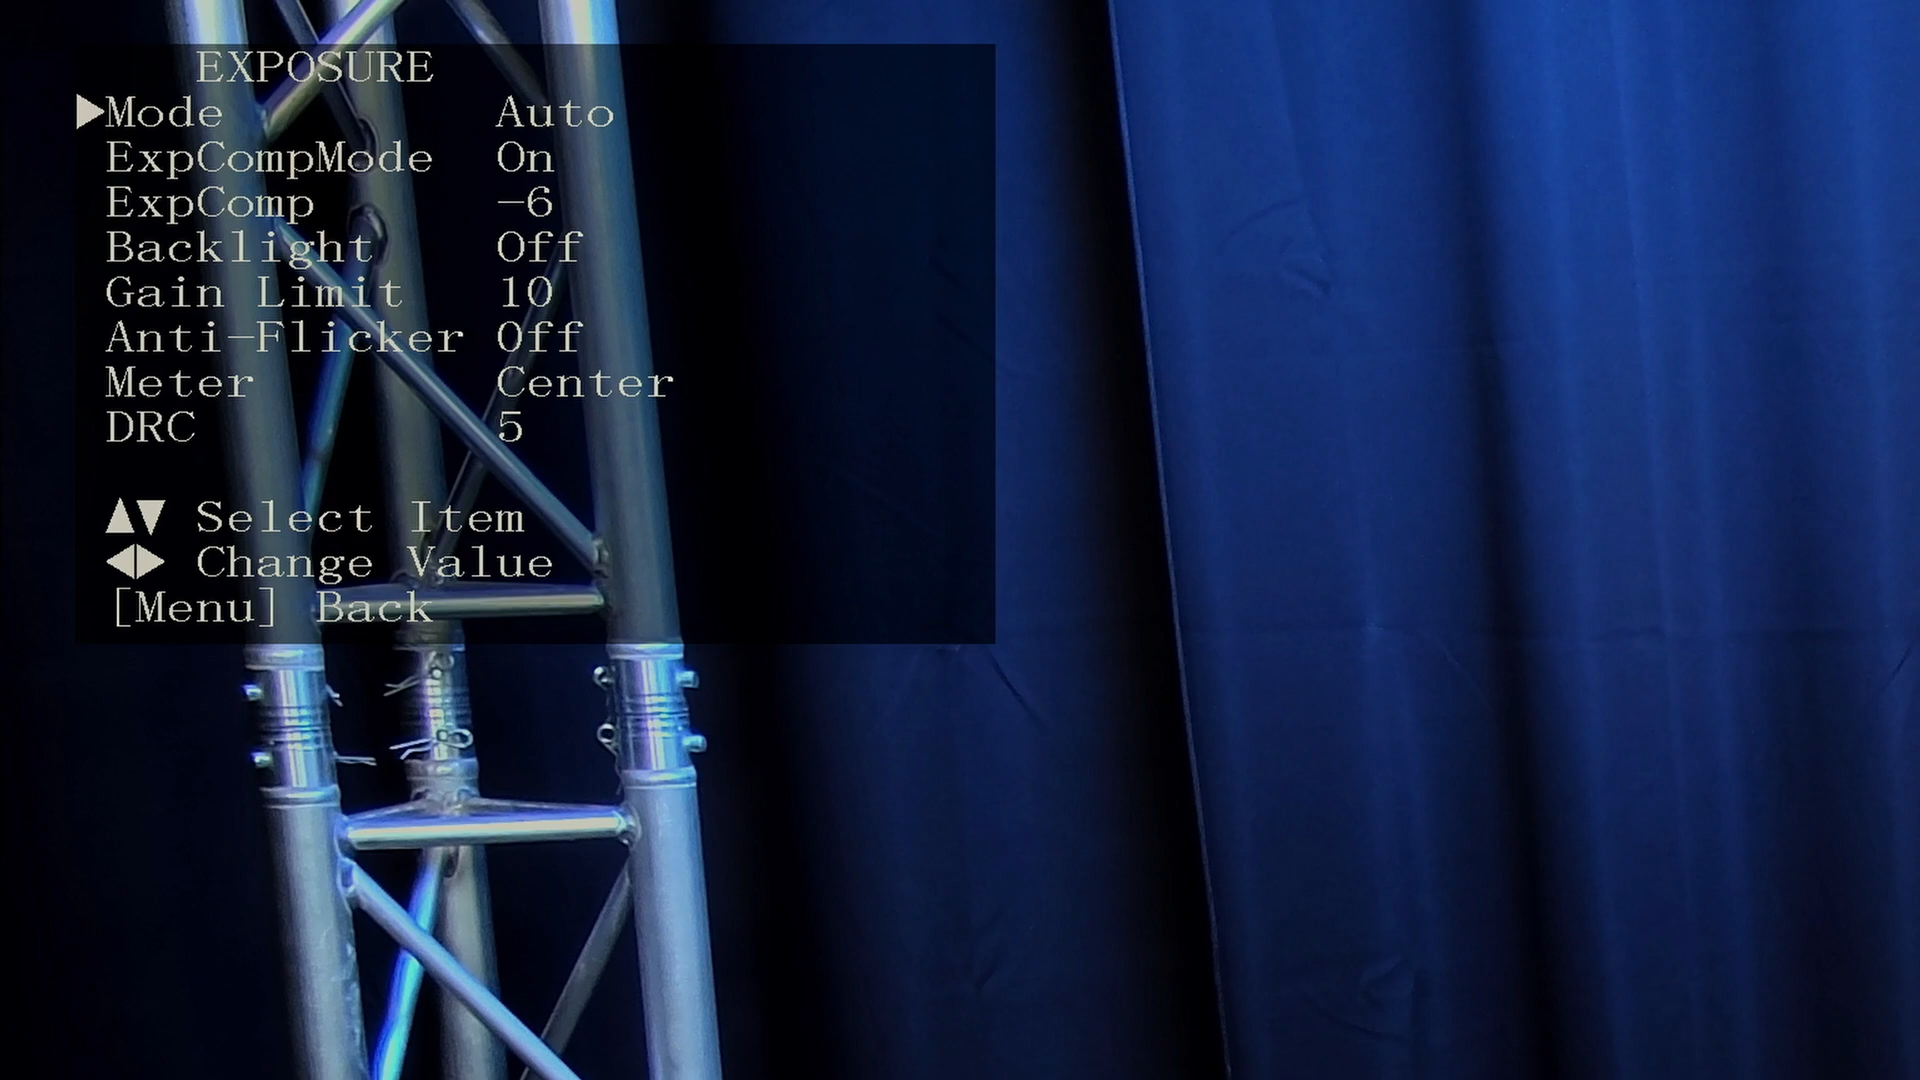 EXPOSURE
▶Mode Auto
ExpCompMode On
ExpComp −6
Backlight Off
Gain Limit 10
Anti−Flicker Off
Meter Center
DRC 5
▲▼ Select Item
◀▶ Change Value
[Menu] Back